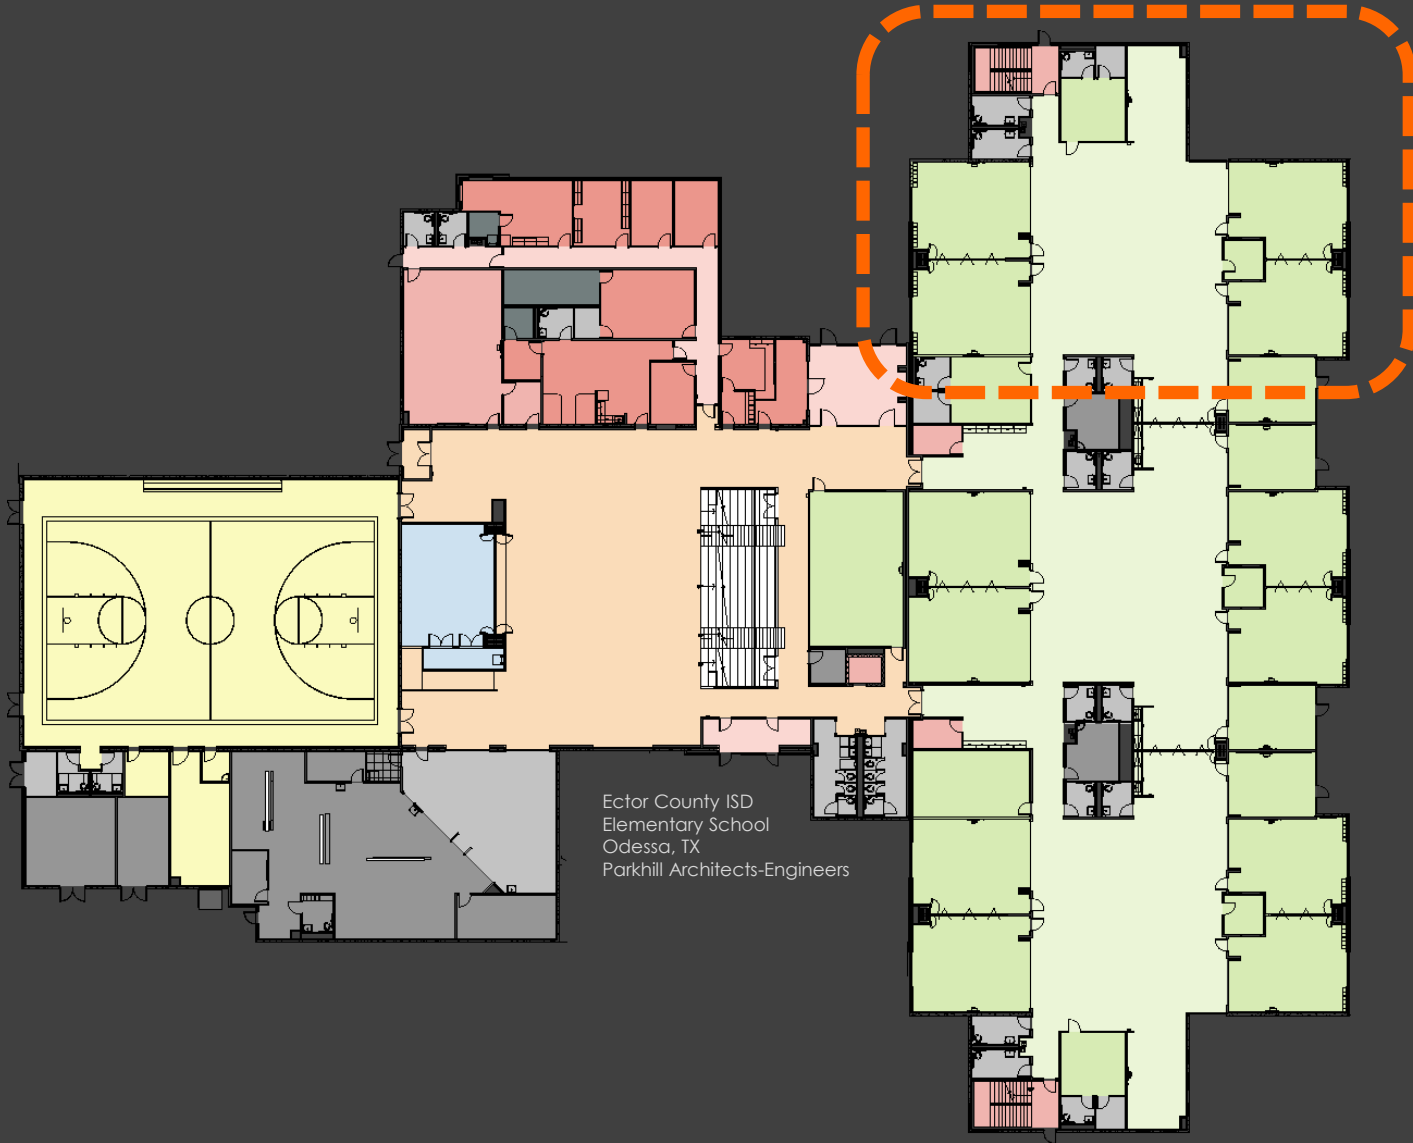 Ector County ISD
Elementary School
Odessa, TX
Parkhill Architects-Engineers